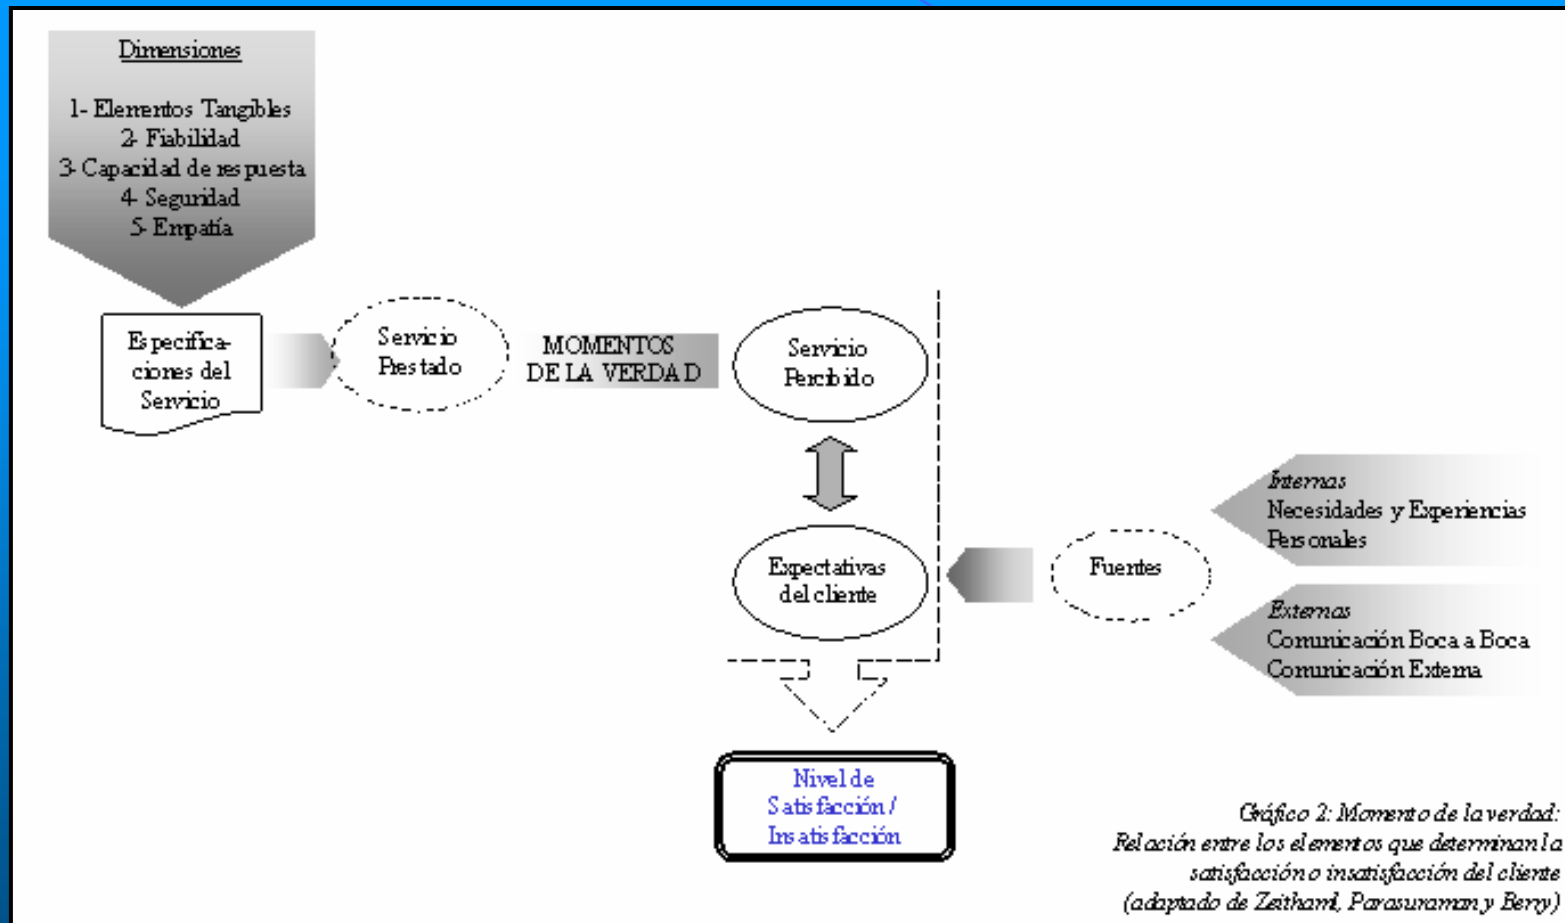 Dimensiones
1- Elementos Tangibles
2- Fiabilidad
3- Capacidad de respuesta
4- Seguridad
5- Empatía
Especifica-
ciones del
Servicio
Servicio
Prestado
MOMENTOS
DE LA VERDAD
Servicio
Percibido
Expectativas
del cliente
Fuentes
Internas
Necesidades y Experiencias
Personales
Externas
Comunicación Boca a Boca
Comunicación Externa
Nivel de
Satisfacción /
Insatisfacción
Gráfico 2: Momento de la verdad:
Relación entre los elementos que determinan la
satisfacción o insatisfacción del cliente
(adaptado de Zeithaml, Parasuraman y Berry)